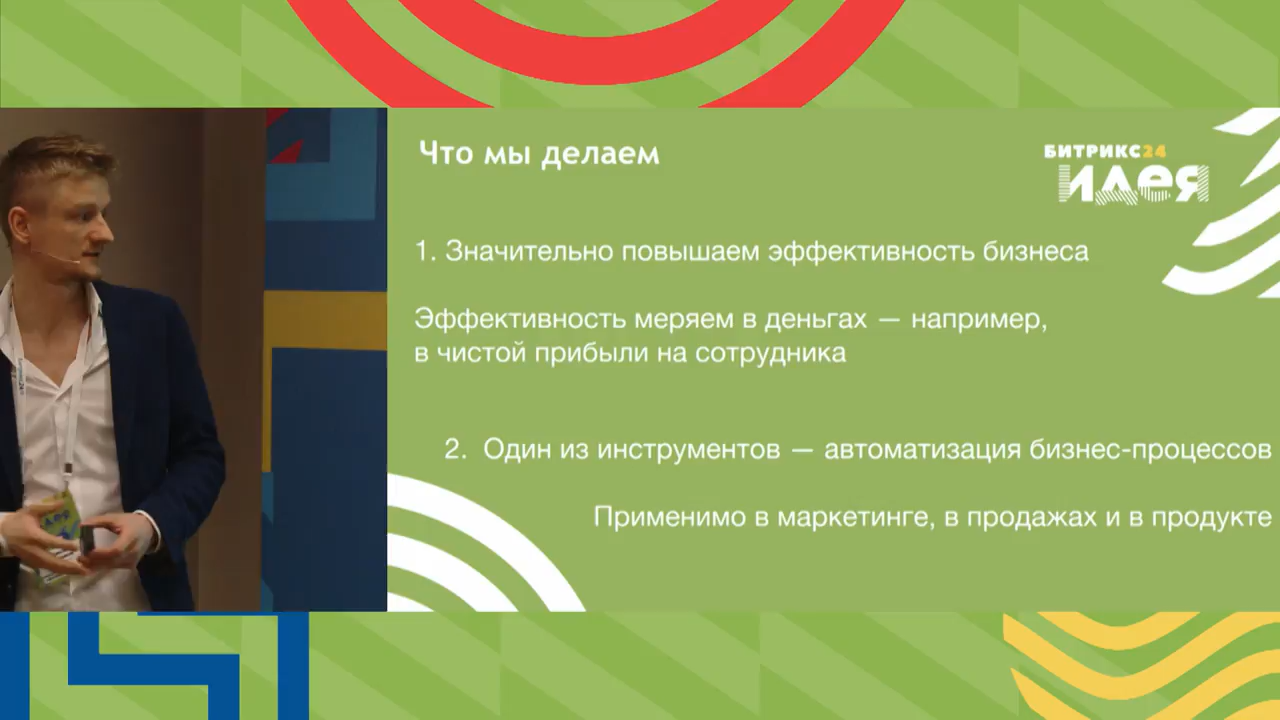 Что мы делаем
БИТРИКС24
идея
1. Значительно повышаем эффективность бизнеса
Эффективность меряем в деньгах — например,
в чистой прибыли на сотрудника
2. Один из инструментов — автоматизация бизнес-процессов
Применимо в маркетинге, в продажах и в продукте